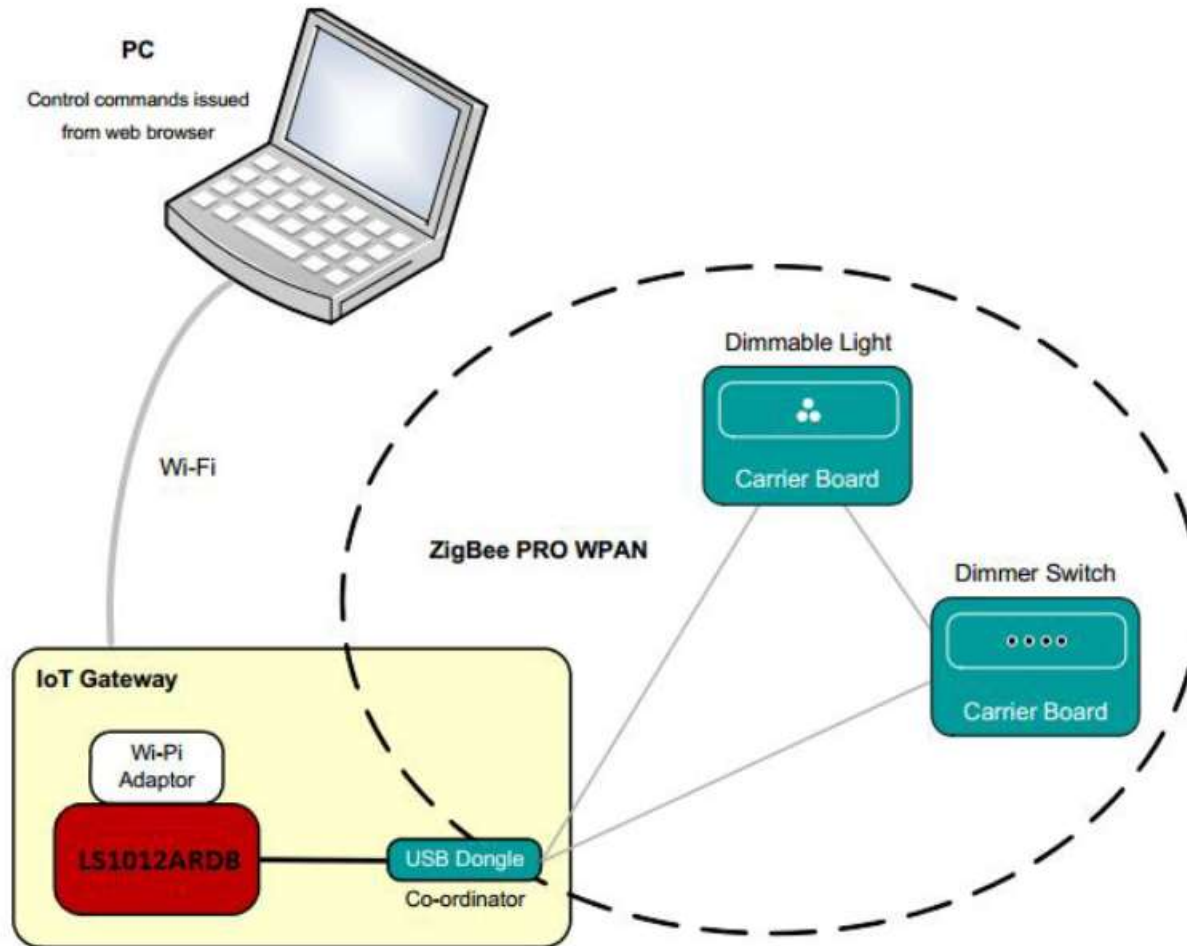 PC
Control commands issued
from web browser
Wi-Fi
Dimmable Light
Carrier Board
ZigBee PRO WPAN
Dimmer Switch
Carrier Board
IoT Gateway
Wi-Pi
Adaptor
LS1012ARDB
USB Dongle
Co-ordinator